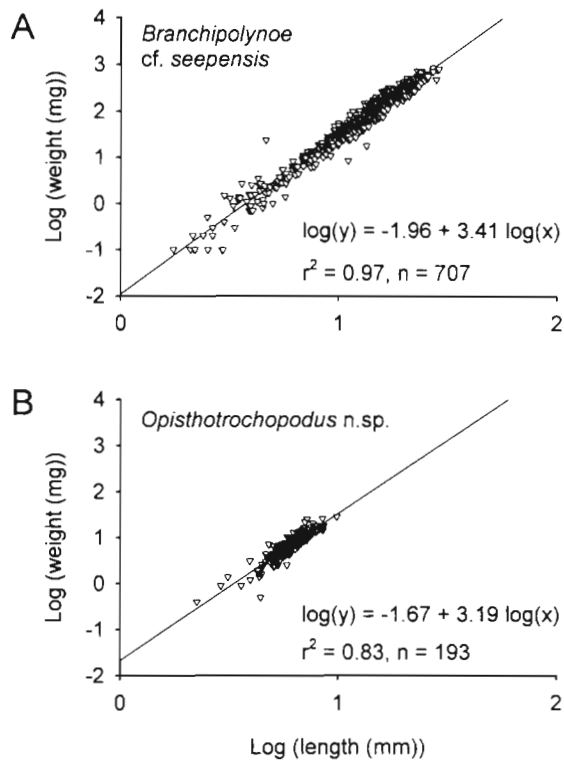 A
Branchipolynoe
cf. seepensis
4
3
2
1
0
-1
-2
Log (weight (mg))
log(y) = -1.96 + 3.41 log(x)
r² = 0.97, n = 707
0
1
2
B
Opisthotrochopodus n.sp.
4
3
2
1
0
-1
-2
Log (weight (mg))
log(y) = -1.67 + 3.19 log(x)
r² = 0.83, n = 193
0
1
2
Log (length (mm))